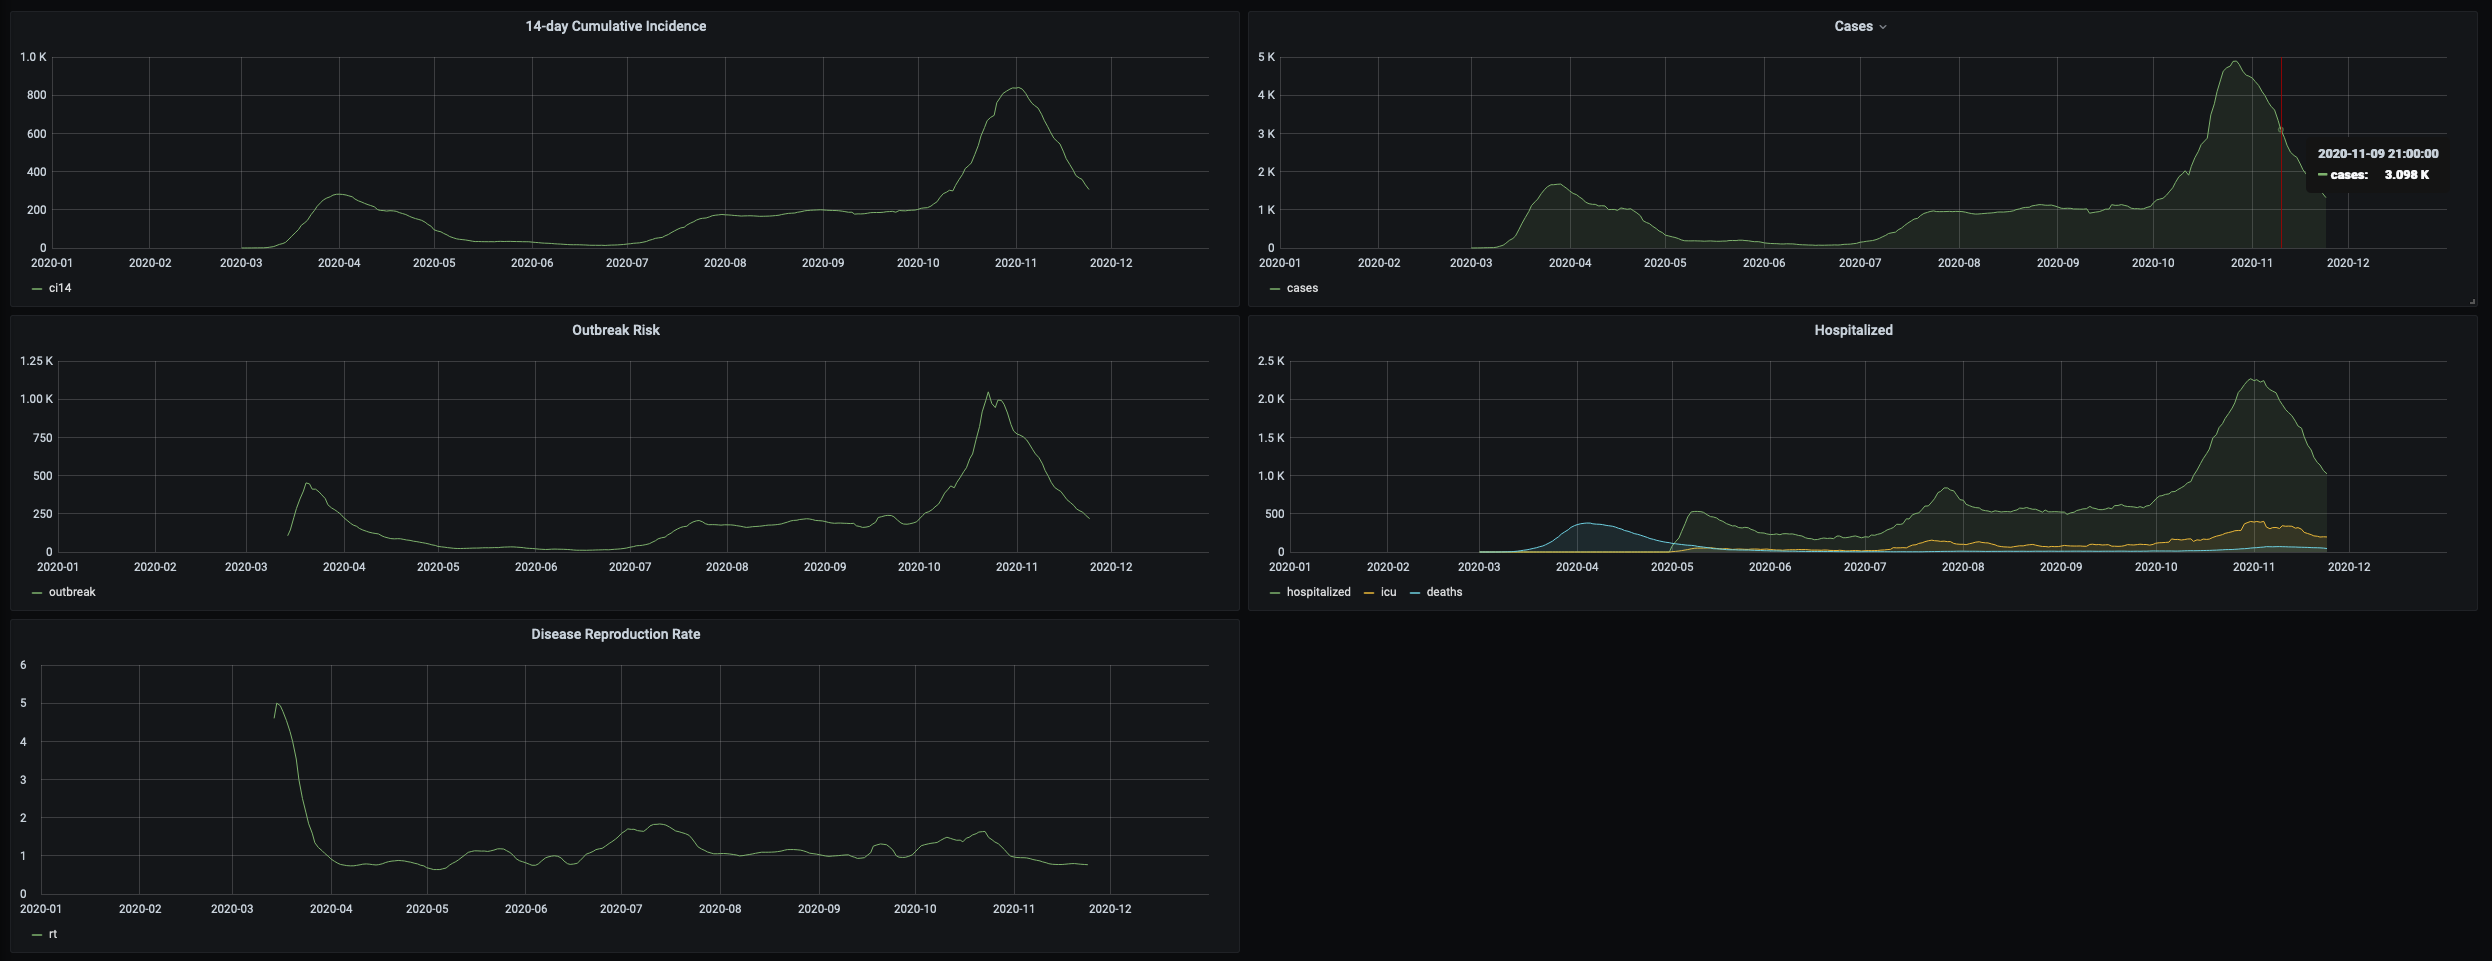 14-day Cumulative Incidence
1.0 K
800
600
400
200
0
2020-01 2020-02 2020-03 2020-04 2020-05 2020-06 2020-07 2020-08 2020-09 2020-10 2020-11 2020-12
ci14
Cases
5 K
4 K
3 K
2 K
1 K
0
2020-11-09 21:00:00
cases: 3.098 K
2020-01 2020-02 2020-03 2020-04 2020-05 2020-06 2020-07 2020-08 2020-09 2020-10 2020-11 2020-12
cases
Outbreak Risk
1.25 K
1.00 K
750
500
250
0
2020-01 2020-02 2020-03 2020-04 2020-05 2020-06 2020-07 2020-08 2020-09 2020-10 2020-11 2020-12
outbreak
Hospitalized
2.5 K
2.0 K
1.5 K
1.0 K
500
0
2020-01 2020-02 2020-03 2020-04 2020-05 2020-06 2020-07 2020-08 2020-09 2020-10 2020-11 2020-12
hospitalized icu deaths
Disease Reproduction Rate
6
5
4
3
2
1
0
2020-01 2020-02 2020-03 2020-04 2020-05 2020-06 2020-07 2020-08 2020-09 2020-10 2020-11 2020-12
rt